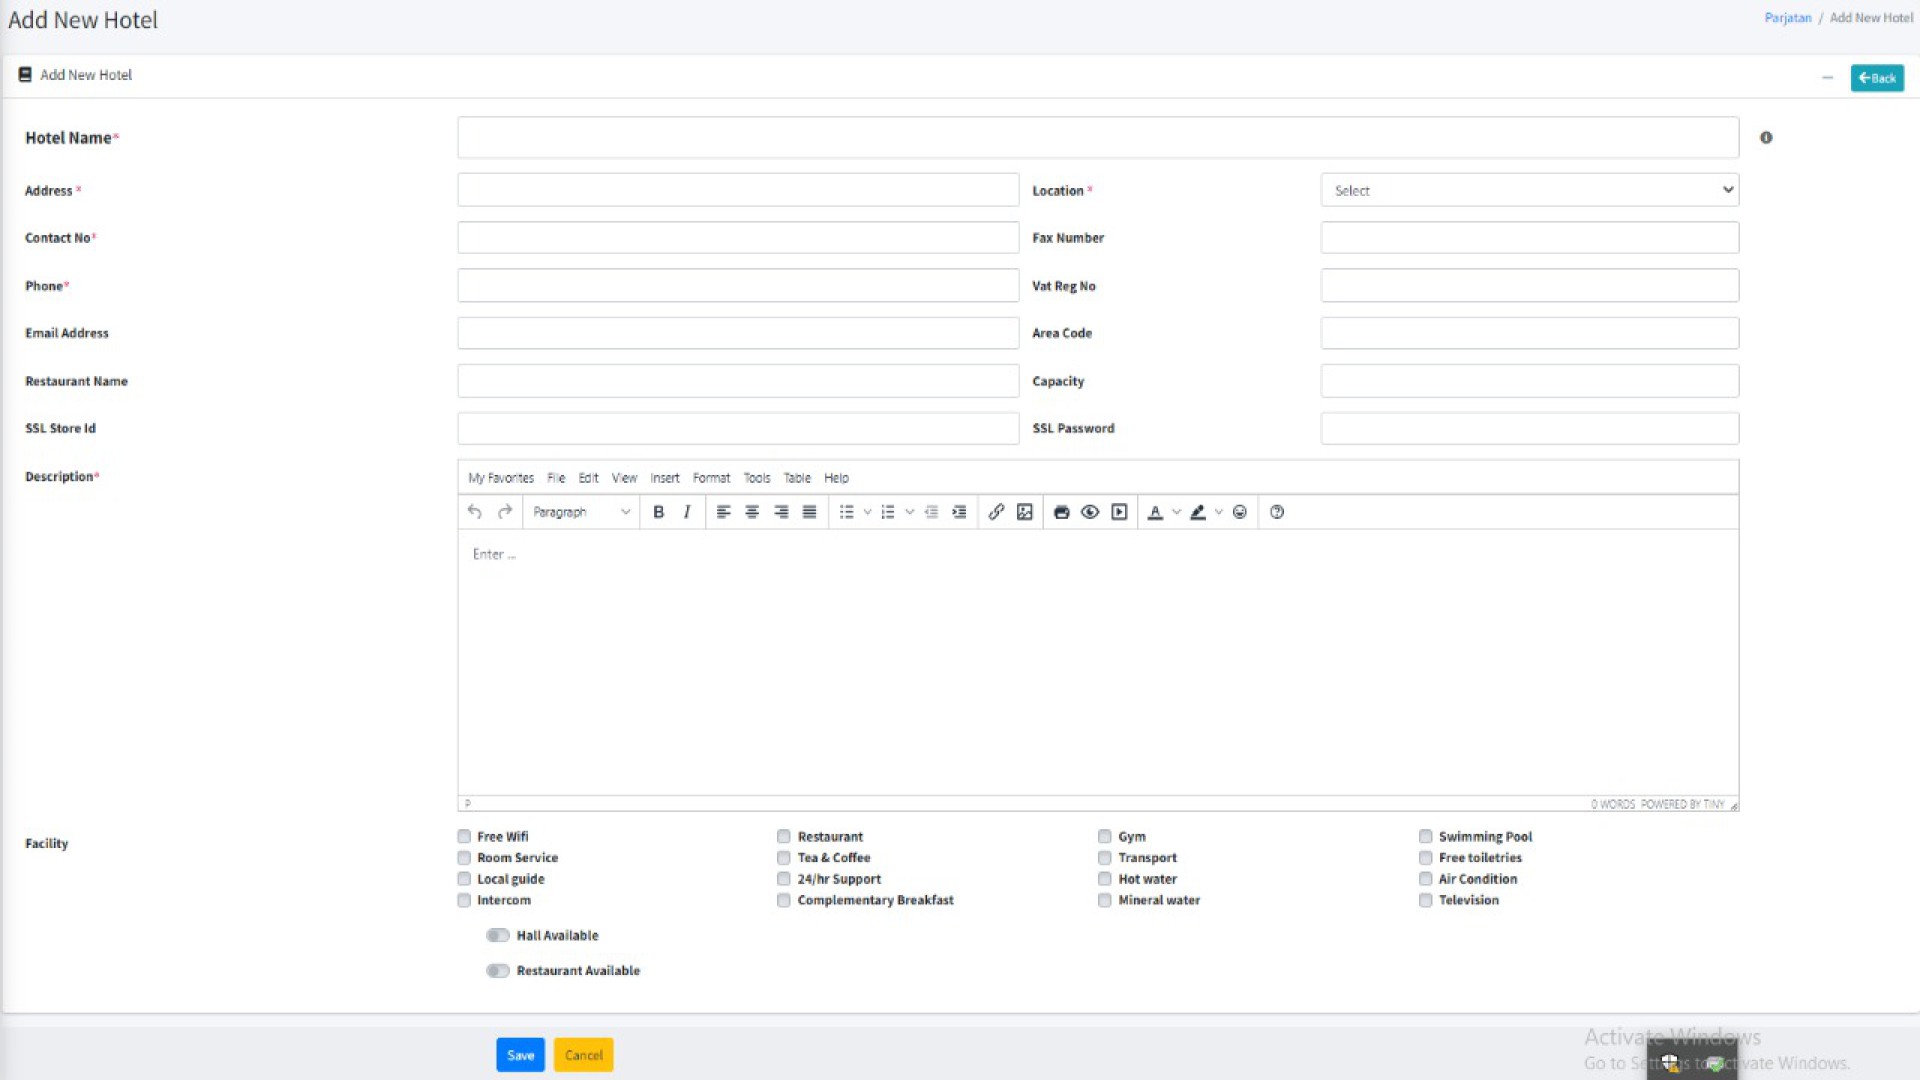 Add New Hotel
Parjatan / Add New Hotel
Add New Hotel
Back
Hotel Name*
Address *
Location *
Select
Contact No*
Fax Number
Phone*
Vat Reg No
Email Address
Area Code
Restaurant Name
Capacity
SSL Store Id
SSL Password
Description*
My Favorites File Edit View Insert Format Tools Table Help
Paragraph B I A
Enter ...
P
0 WORDS POWERED BY TINY
Facility
Free Wifi Restaurant Gym Swimming Pool
Room Service Tea & Coffee Transport Free toiletries
Local guide 24/hr Support Hot water Air Condition
Intercom Complementary Breakfast Mineral water Television
Hall Available
Restaurant Available
Save Cancel
Activate Windows
Go to Settings to activate Windows.